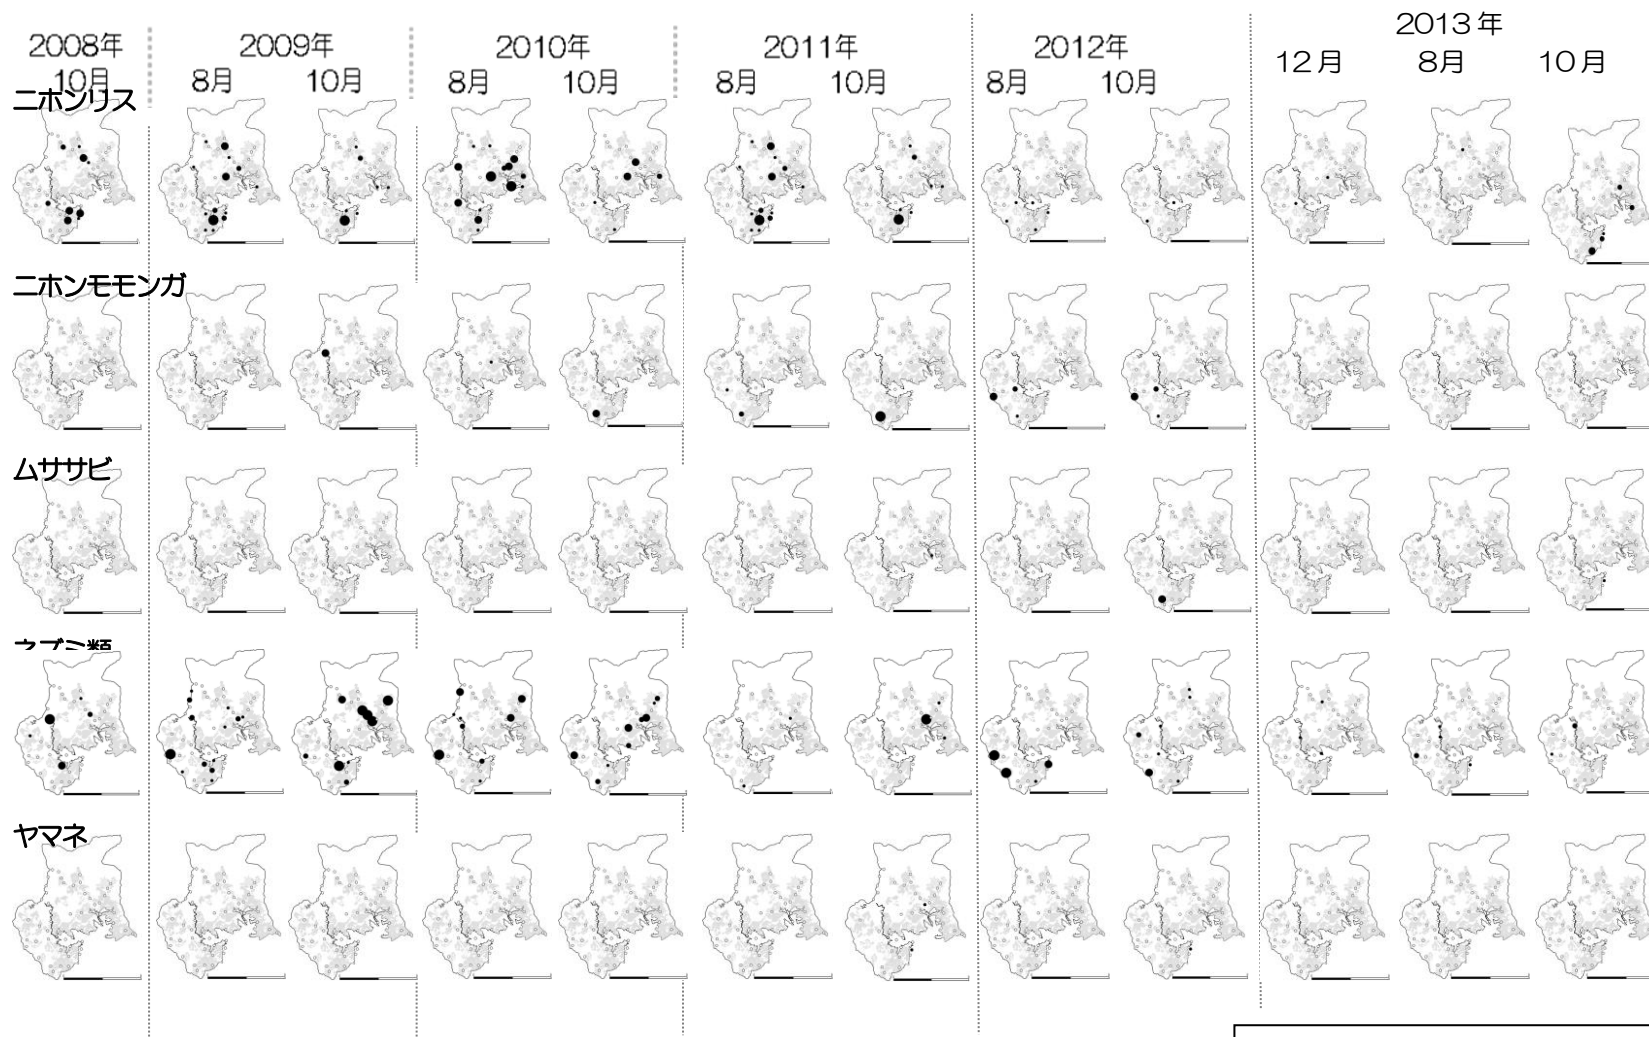 2008年
10月
2009年
8月
10月
2010年
8月
10月
2011年
8月
10月
2012年
8月
10月
2013年
12月
8月
10月
ニホンリス
ニホンモモンガ
ムササビ
ネズミ類
ヤマネ